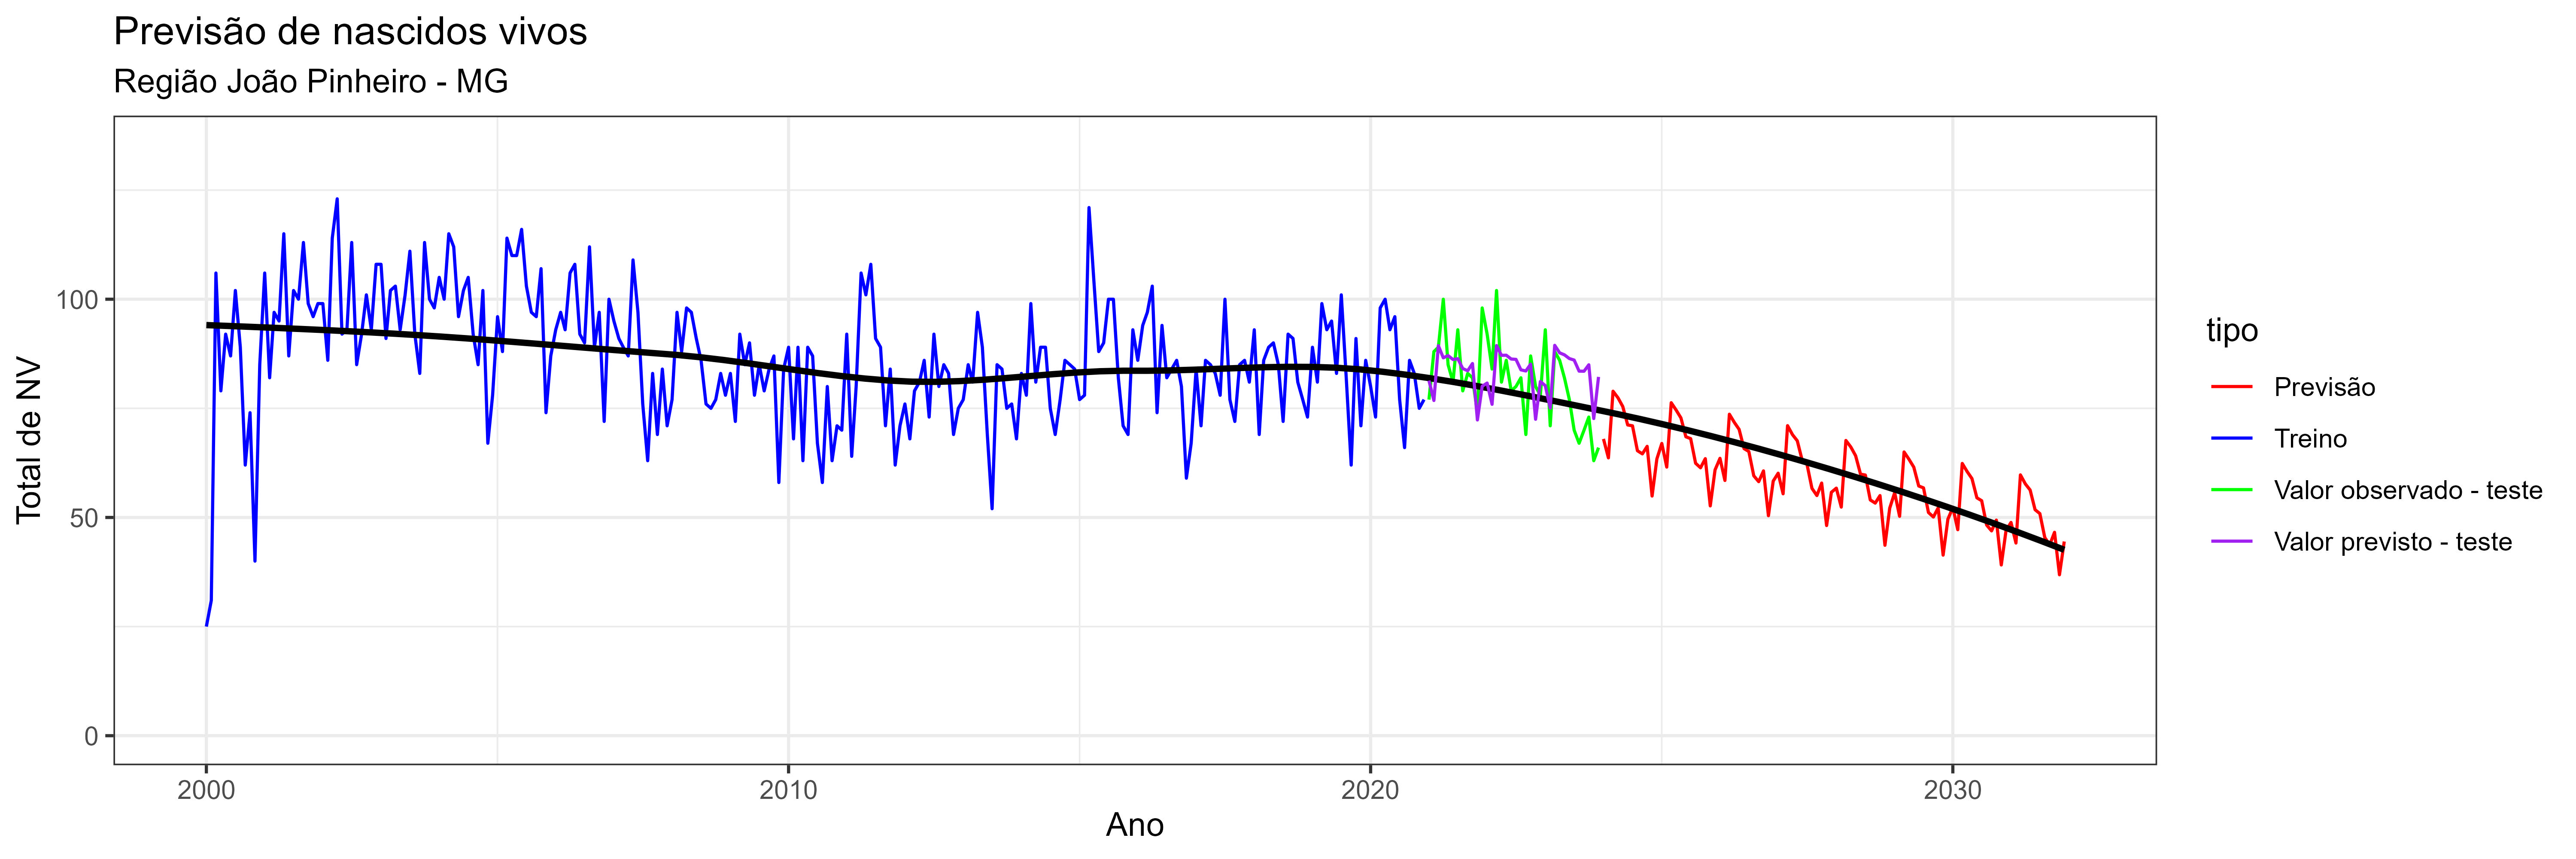 Previsão de nascidos vivos
Região João Pinheiro - MG
Total de NV
100
50
0
2000
2010
2020
2030
Ano
tipo
Previsão
Treino
Valor observado - teste
Valor previsto - teste